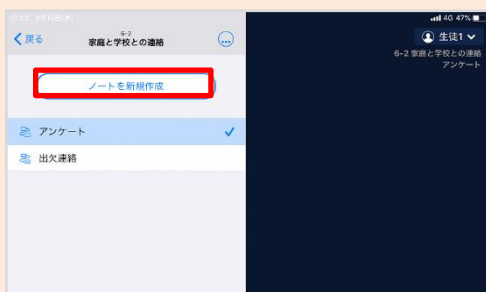 17:03 9月10日(木)
4G 47%
戻る
6-2
家庭と学校との連絡
生徒1
6-2 家庭と学校との連絡
アンケート
ノートを新規作成
アンケート
出欠連絡